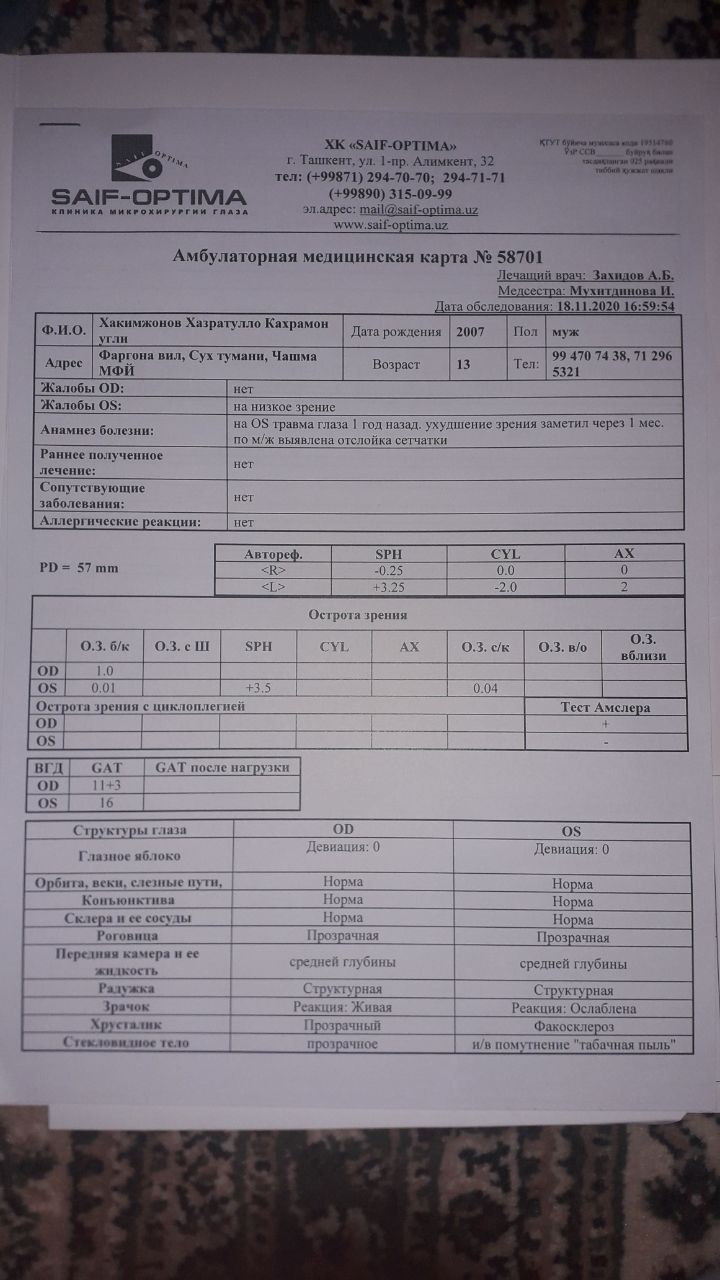 SAIF OPTIMA
SAIF-OPTIMA
КЛИНИКА МИКРОХИРУРГИИ ГЛАЗА
ХК «SAIF-OPTIMA»
г. Ташкент, ул. 1-пр. Алимкент, 32
тел: (+99871) 294-70-70; 294-71-71
(+99890) 315-09-99
эл.адрес: mail@saif-optima.uz
www.saif-optima.uz
ҚТУТ бўйича муассаса коди 19514760
ЎзР ССВ ______ буйруқ билан
тасдиқланган 025 рақамли
тиббий ҳужжат шакли
Амбулаторная медицинская карта № 58701
Лечащий врач: Захидов А.Б.
Медсестра: Мухитдинова И.
Дата обследования: 18.11.2020 16:59:54
Ф.И.О. Хакимжонов Хазратулло Кахрамон угли Дата рождения 2007 Пол муж
Адрес Фаргона вил, Сух тумани, Чашма МФЙ Возраст 13 Тел: 99 470 74 38, 71 296 5321
Жалобы OD: нет
Жалобы OS: на низкое зрение
Анамнез болезни: на OS травма глаза 1 год назад. ухудшение зрения заметил через 1 мес.
по м/ж выявлена отслойка сетчатки
Раннее полученное лечение: нет
Сопутствующие заболевания: нет
Аллергические реакции: нет
PD = 57 mm
Автореф. SPH CYL AX
<R> -0.25 0.0 0
<L> +3.25 -2.0 2
Острота зрения
О.З. б/к О.З. с Ш SPH CYL AX О.З. с/к О.З. в/о О.З. вблизи
OD 1.0
OS 0.01 +3.5 0.04
Острота зрения с циклоплегией Тест Амслера
OD +
OS -
ВГД GAT GAT после нагрузки
OD 11+3
OS 16
Структуры глаза OD OS
Глазное яблоко Девиация: 0 Девиация: 0
Орбита, веки, слезные пути, Норма Норма
Конъюнктива Норма Норма
Склера и ее сосуды Норма Норма
Роговица Прозрачная Прозрачная
Передняя камера и ее жидкость средней глубины средней глубины
Радужка Структурная Структурная
Зрачок Реакция: Живая Реакция: Ослаблена
Хрусталик Прозрачный Факосклероз
Стекловидное тело прозрачное и/в помутнение "табачная пыль"